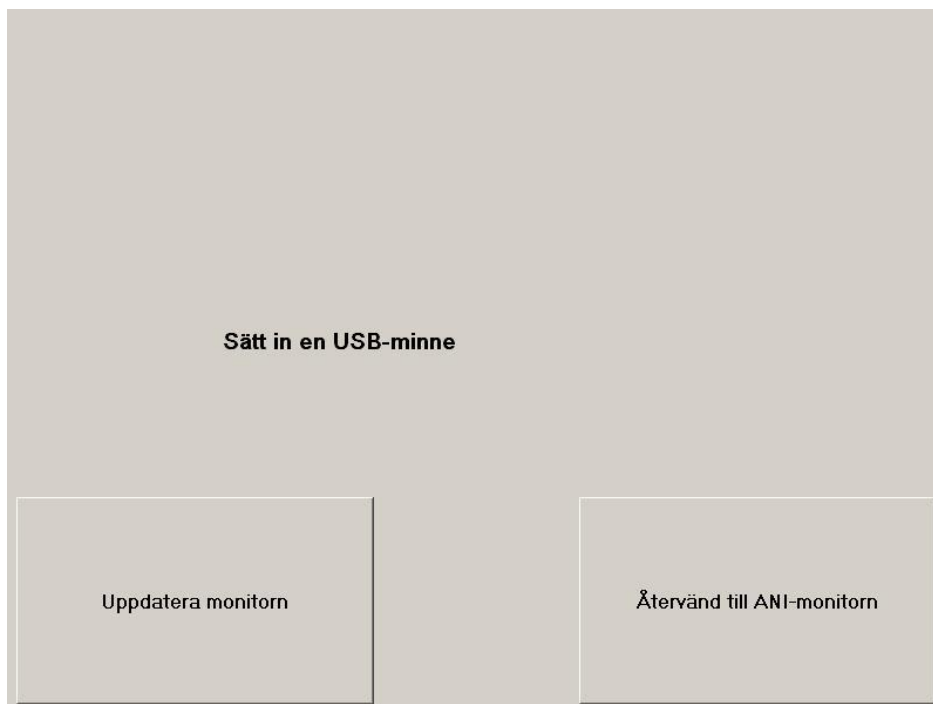 Sätt in en USB-minne
Uppdatera monitorn
Återvänd till ANI-monitorn